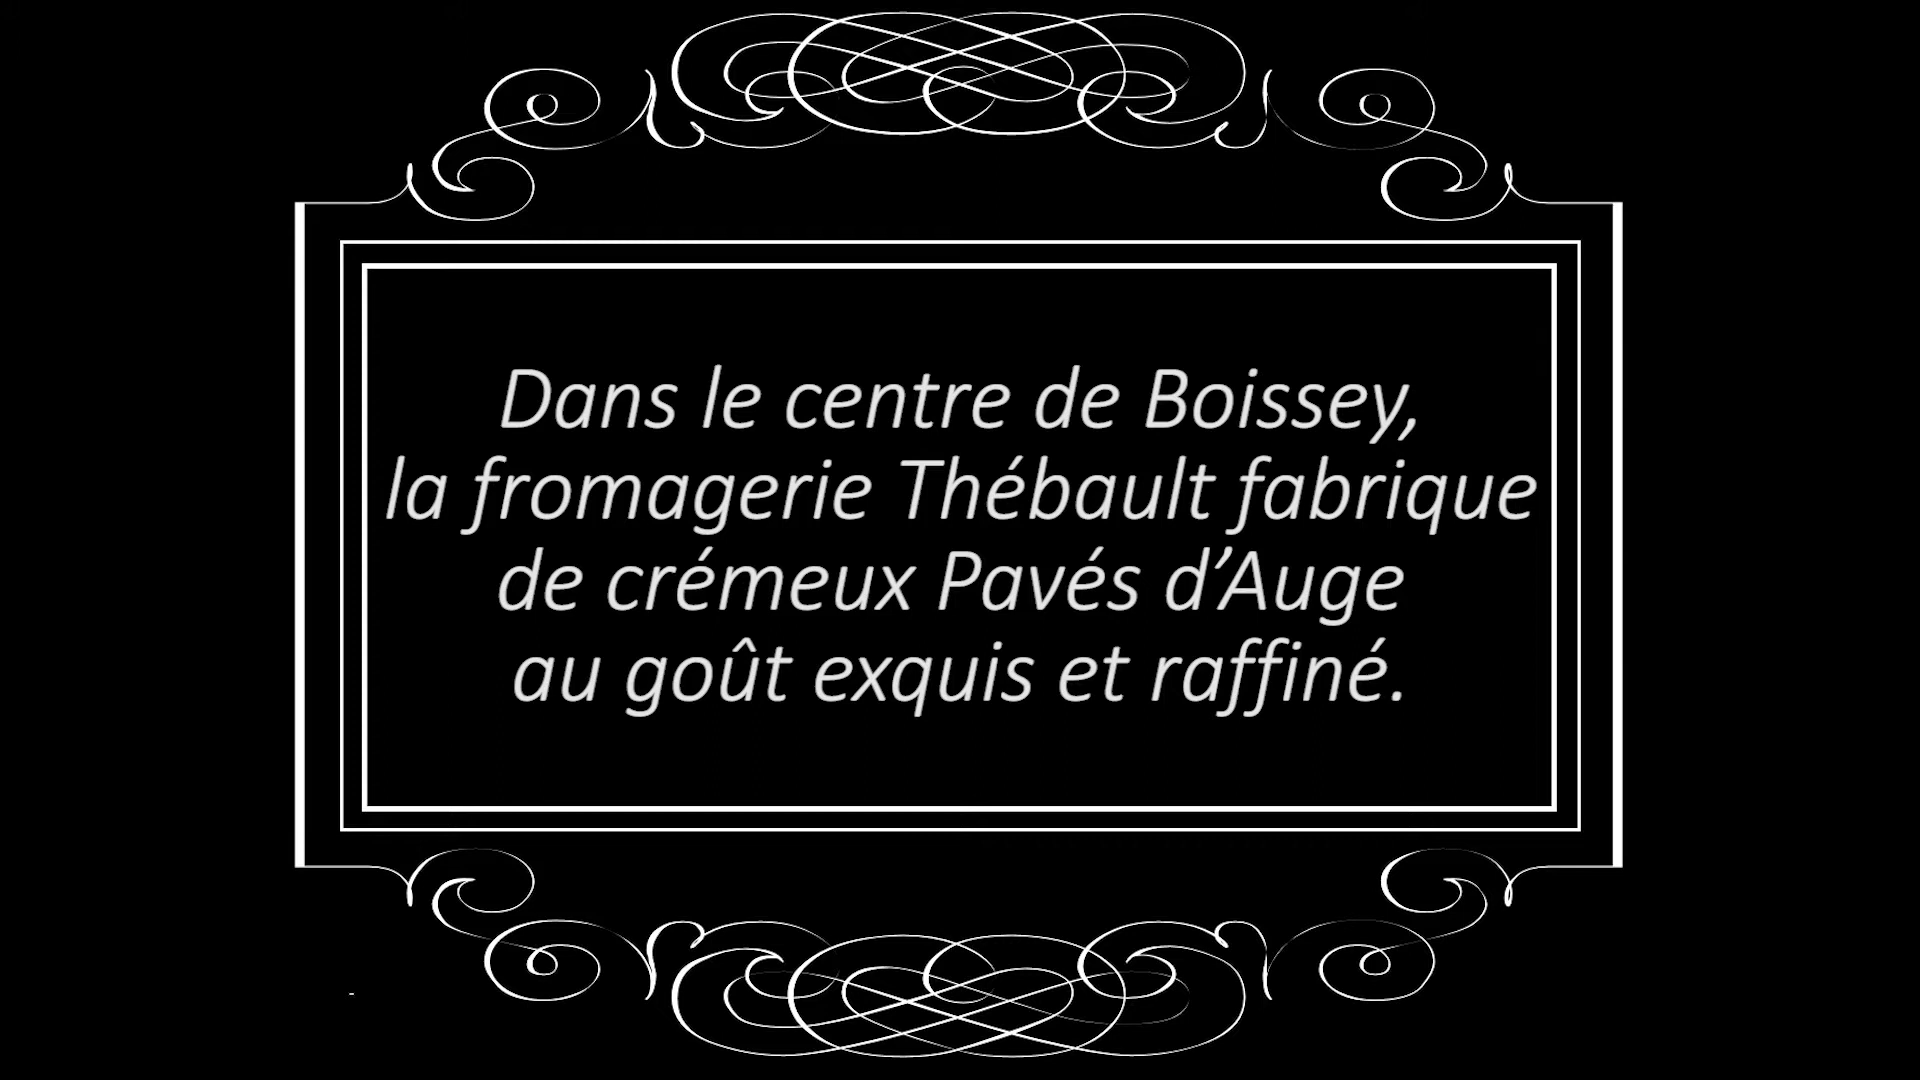 Dans le centre de Boissey,
la fromagerie Thébault fabrique
de crémeux Pavés d’Auge
au goût exquis et raffiné.